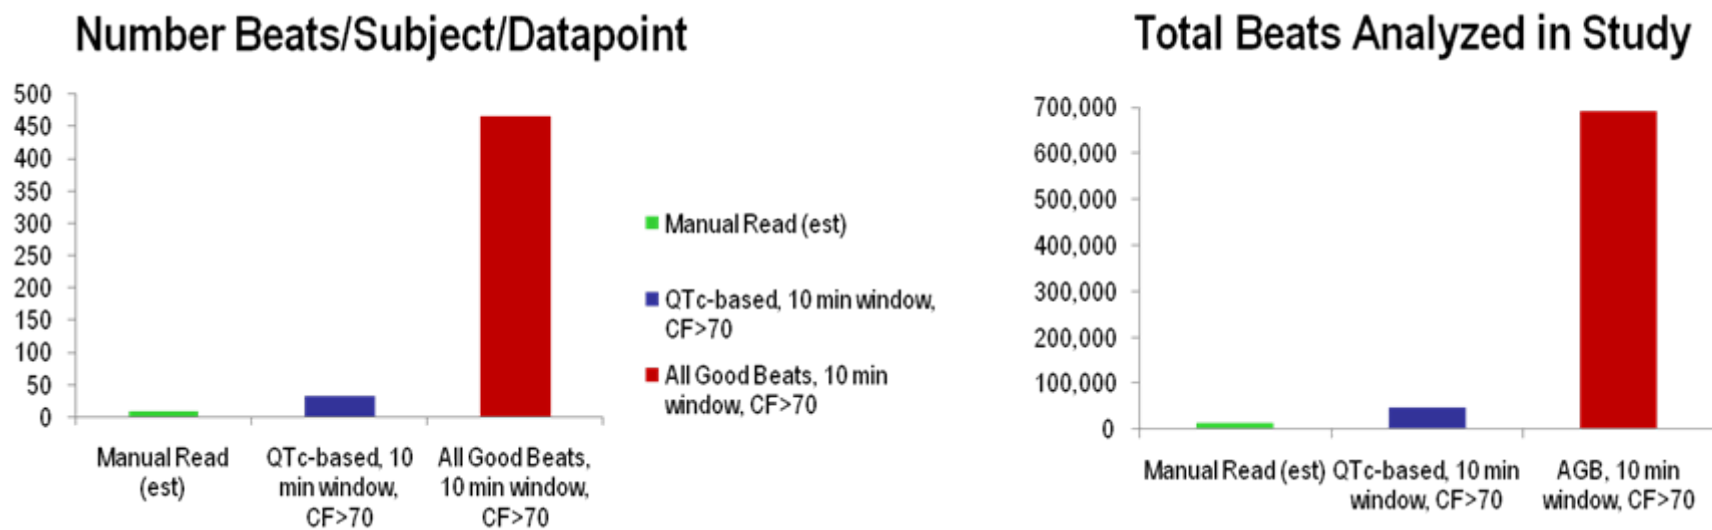 Number Beats/Subject/Datapoint
500
450
400
350
300
250
200
150
100
50
0
Manual Read
(est)
QTc-based, 10
min window,
CF>70
All Good Beats,
10 min window,
CF>70
Manual Read (est)
QTc-based, 10 min window,
CF>70
All Good Beats, 10 min
window, CF>70
Total Beats Analyzed in Study
700,000
600,000
500,000
400,000
300,000
200,000
100,000
0
Manual Read (est)
QTc-based, 10 min
window, CF>70
AGB, 10 min
window, CF>70